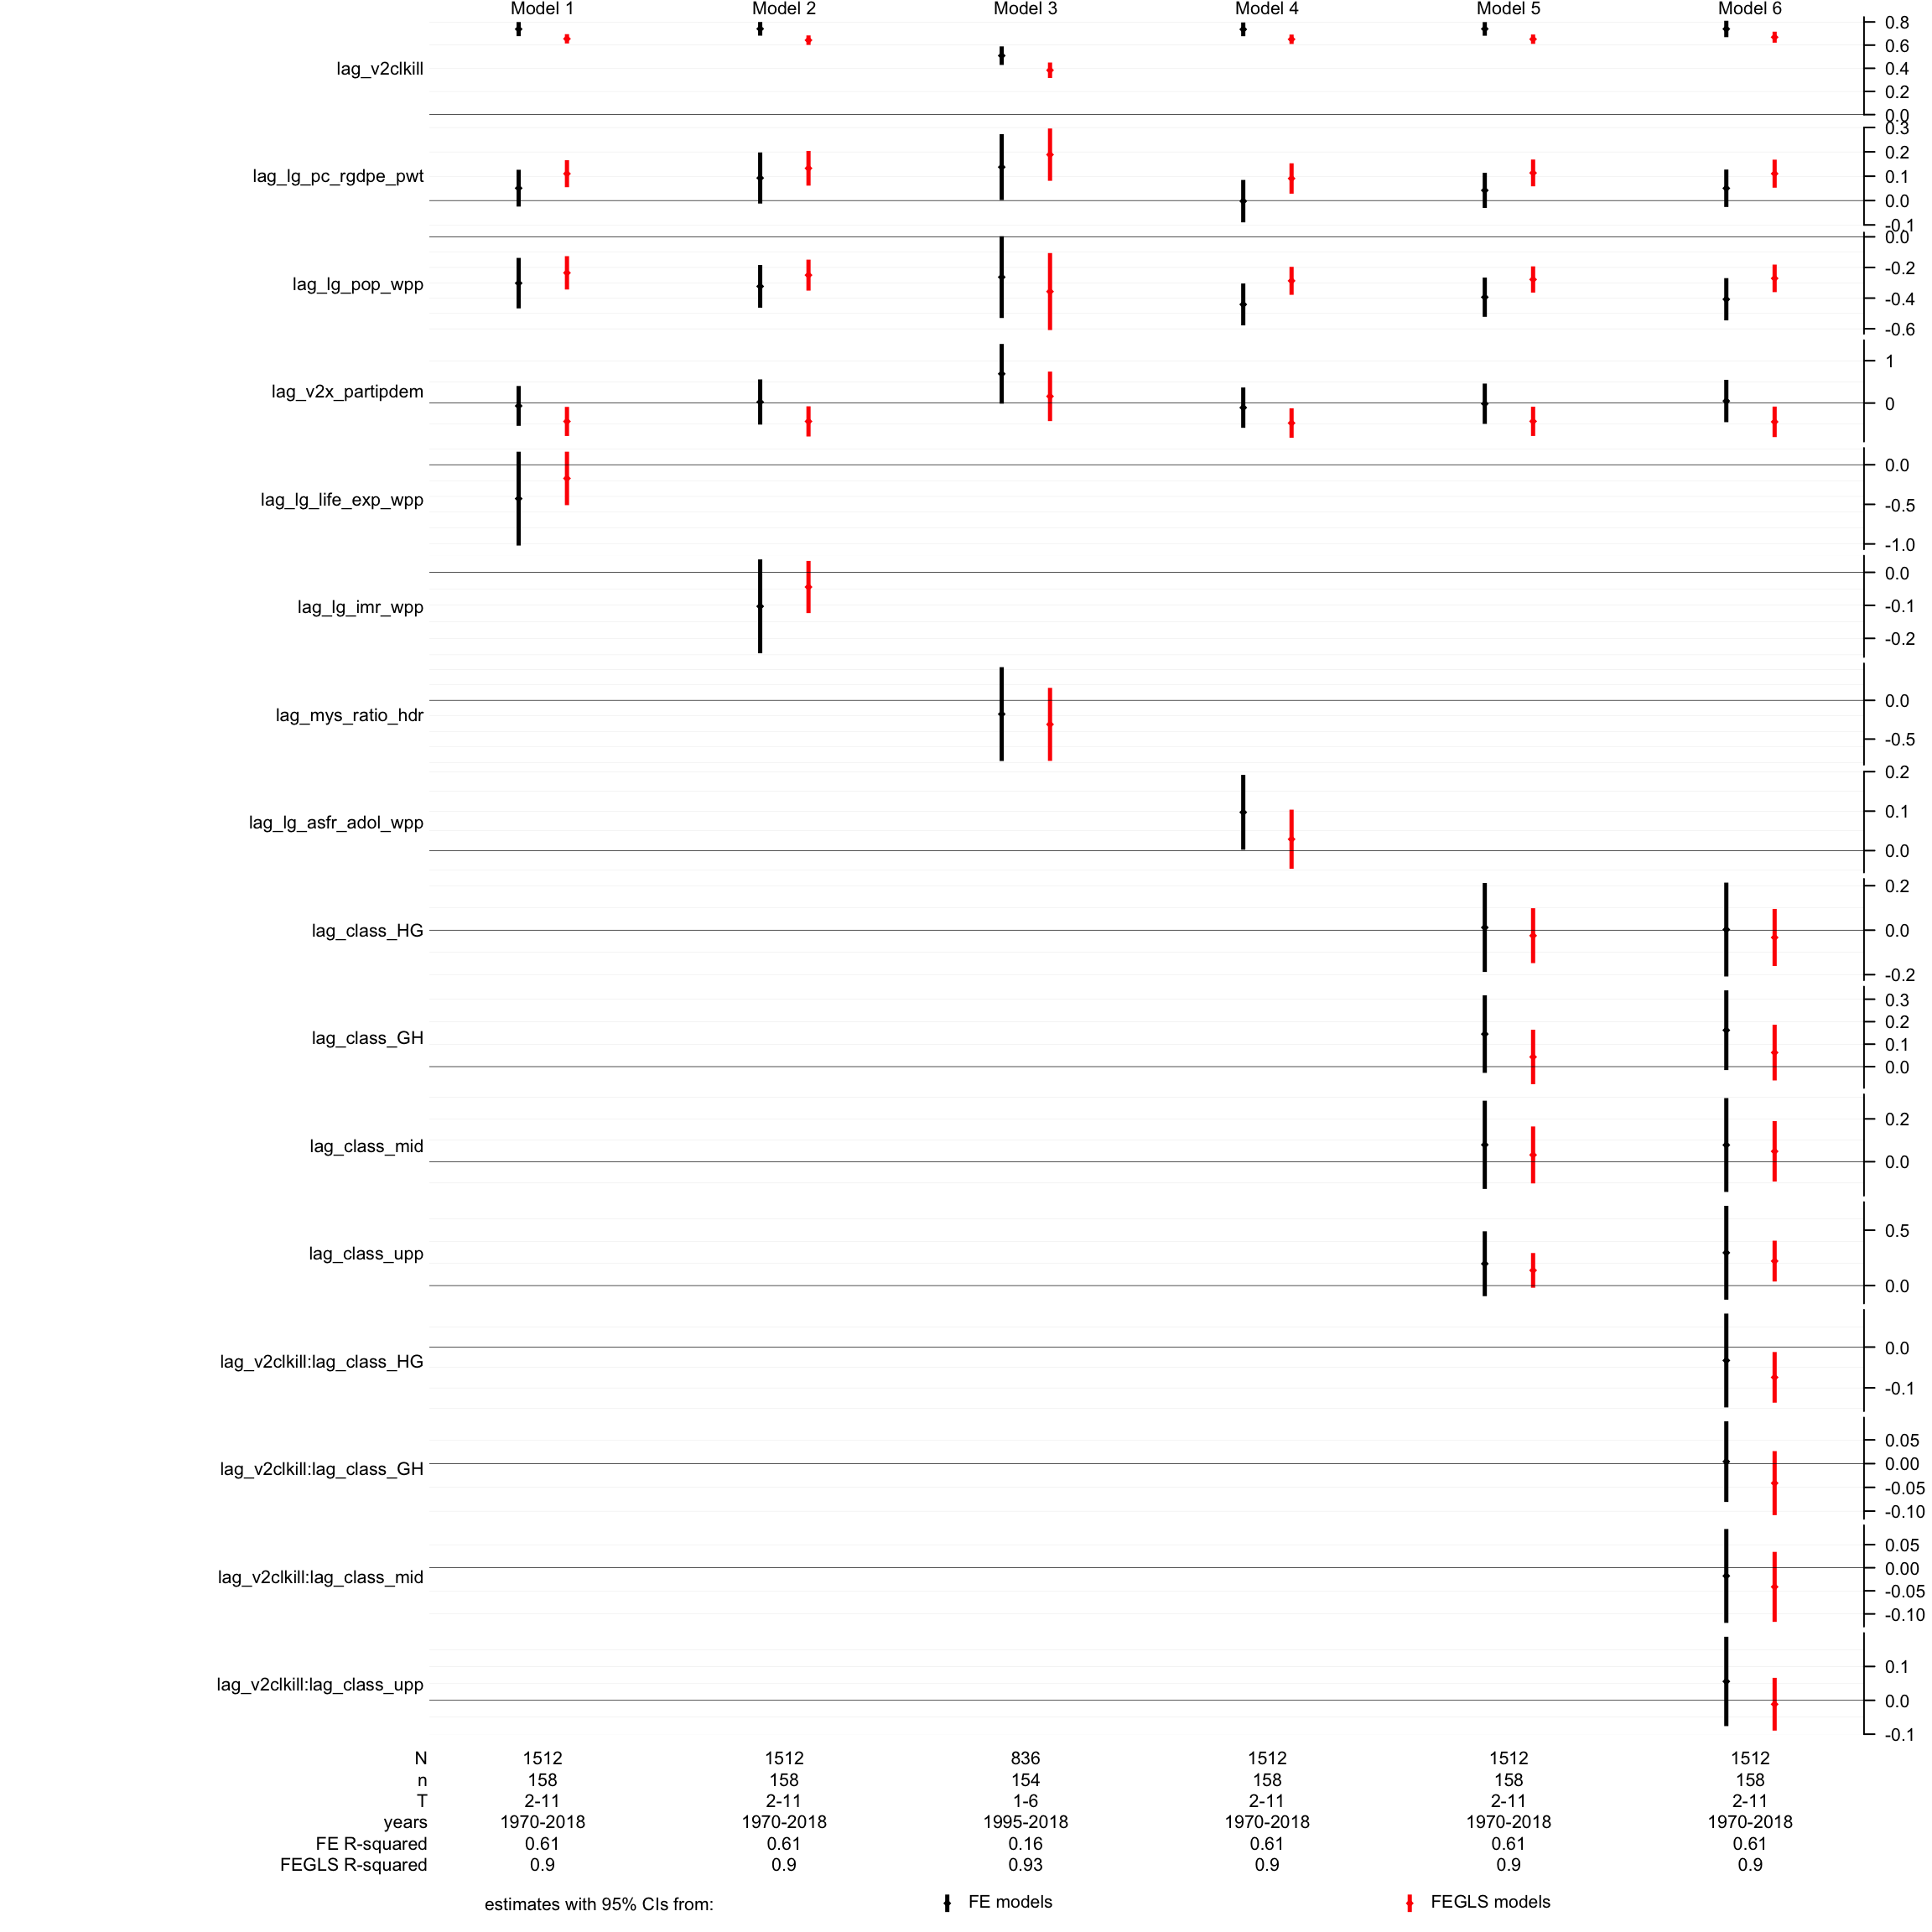 Model 1 Model 2 Model 3 Model 4 Model 5 Model 6
lag_v2clkill
0.8
0.6
0.4
0.2
0.0
lag_lg_pc_rgdpe_pwt
0.3
0.2
0.1
0.0
-0.1
lag_lg_pop_wpp
0.0
-0.2
-0.4
-0.6
lag_v2x_partipdem
1
0
lag_lg_life_exp_wpp
0.0
-0.5
-1.0
lag_lg_imr_wpp
0.0
-0.1
-0.2
lag_mys_ratio_hdr
0.0
-0.5
lag_lg_asfr_adol_wpp
0.2
0.1
0.0
lag_class_HG
0.2
0.0
-0.2
lag_class_GH
0.3
0.2
0.1
0.0
lag_class_mid
0.2
0.0
lag_class_upp
0.5
0.0
lag_v2clkill:lag_class_HG
0.0
-0.1
lag_v2clkill:lag_class_GH
0.05
0.00
-0.05
-0.10
lag_v2clkill:lag_class_mid
0.05
0.00
-0.05
-0.10
lag_v2clkill:lag_class_upp
0.1
0.0
-0.1
N 1512 1512 836 1512 1512 1512
n 158 158 154 158 158 158
T 2-11 2-11 1-6 2-11 2-11 2-11
years 1970-2018 1970-2018 1995-2018 1970-2018 1970-2018 1970-2018
FE R-squared 0.61 0.61 0.16 0.61 0.61 0.61
FEGLS R-squared 0.9 0.9 0.93 0.9 0.9 0.9
estimates with 95% CIs from: FE models FEGLS models